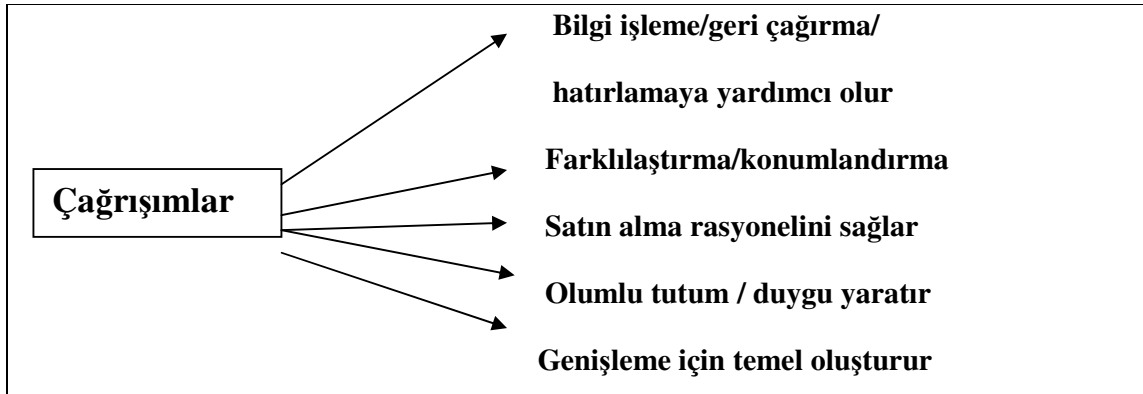 Bilgi işleme/geri çağırma/
hatırlamaya yardımcı olur
Farklılaştırma/konumlandırma
Çağrışımlar
Satın alma rasyonelini sağlar
Olumlu tutum / duygu yaratır
Genişleme için temel oluşturur